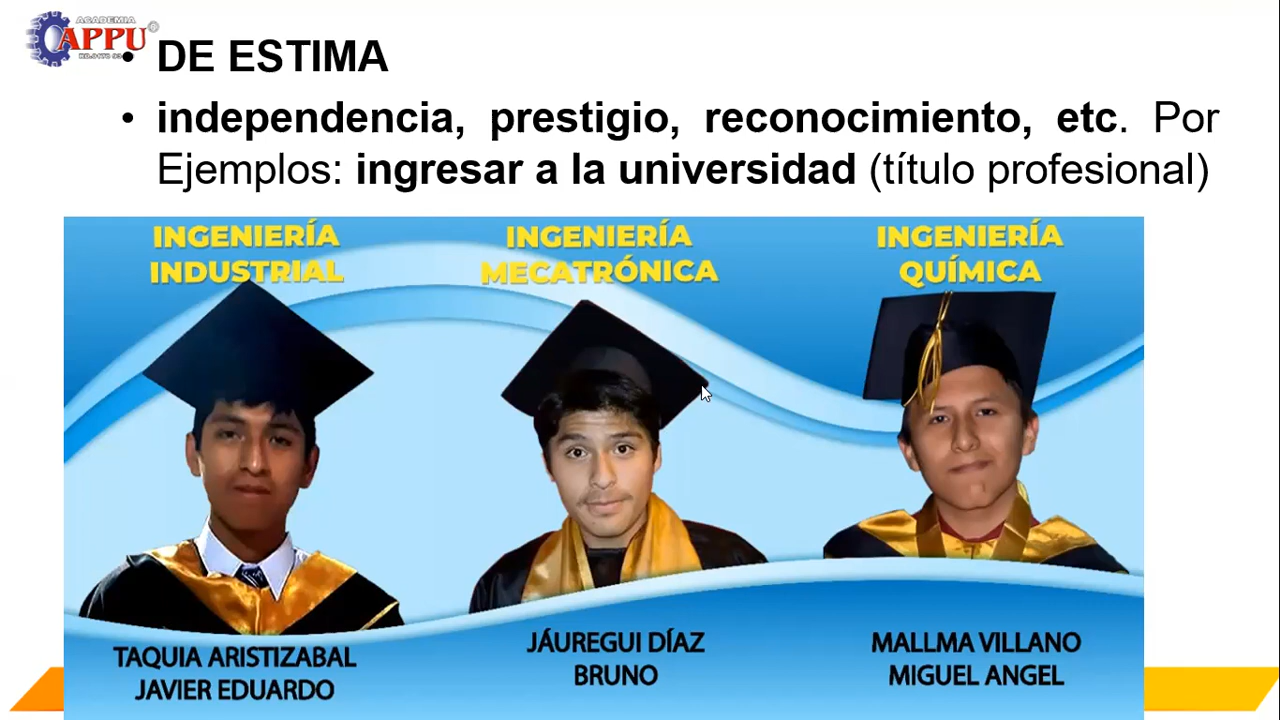 ACADEMIA
APPU
• DE ESTIMA
• independencia, prestigio, reconocimiento, etc. Por
Ejemplos: ingresar a la universidad (título profesional)
INGENIERÍA
INDUSTRIAL
INGENIERÍA
MECATRÓNICA
INGENIERÍA
QUÍMICA
TAQUIA ARISTIZABAL
JAVIER EDUARDO
JÁUREGUI DÍAZ
BRUNO
MALLMA VILLANO
MIGUEL ANGEL